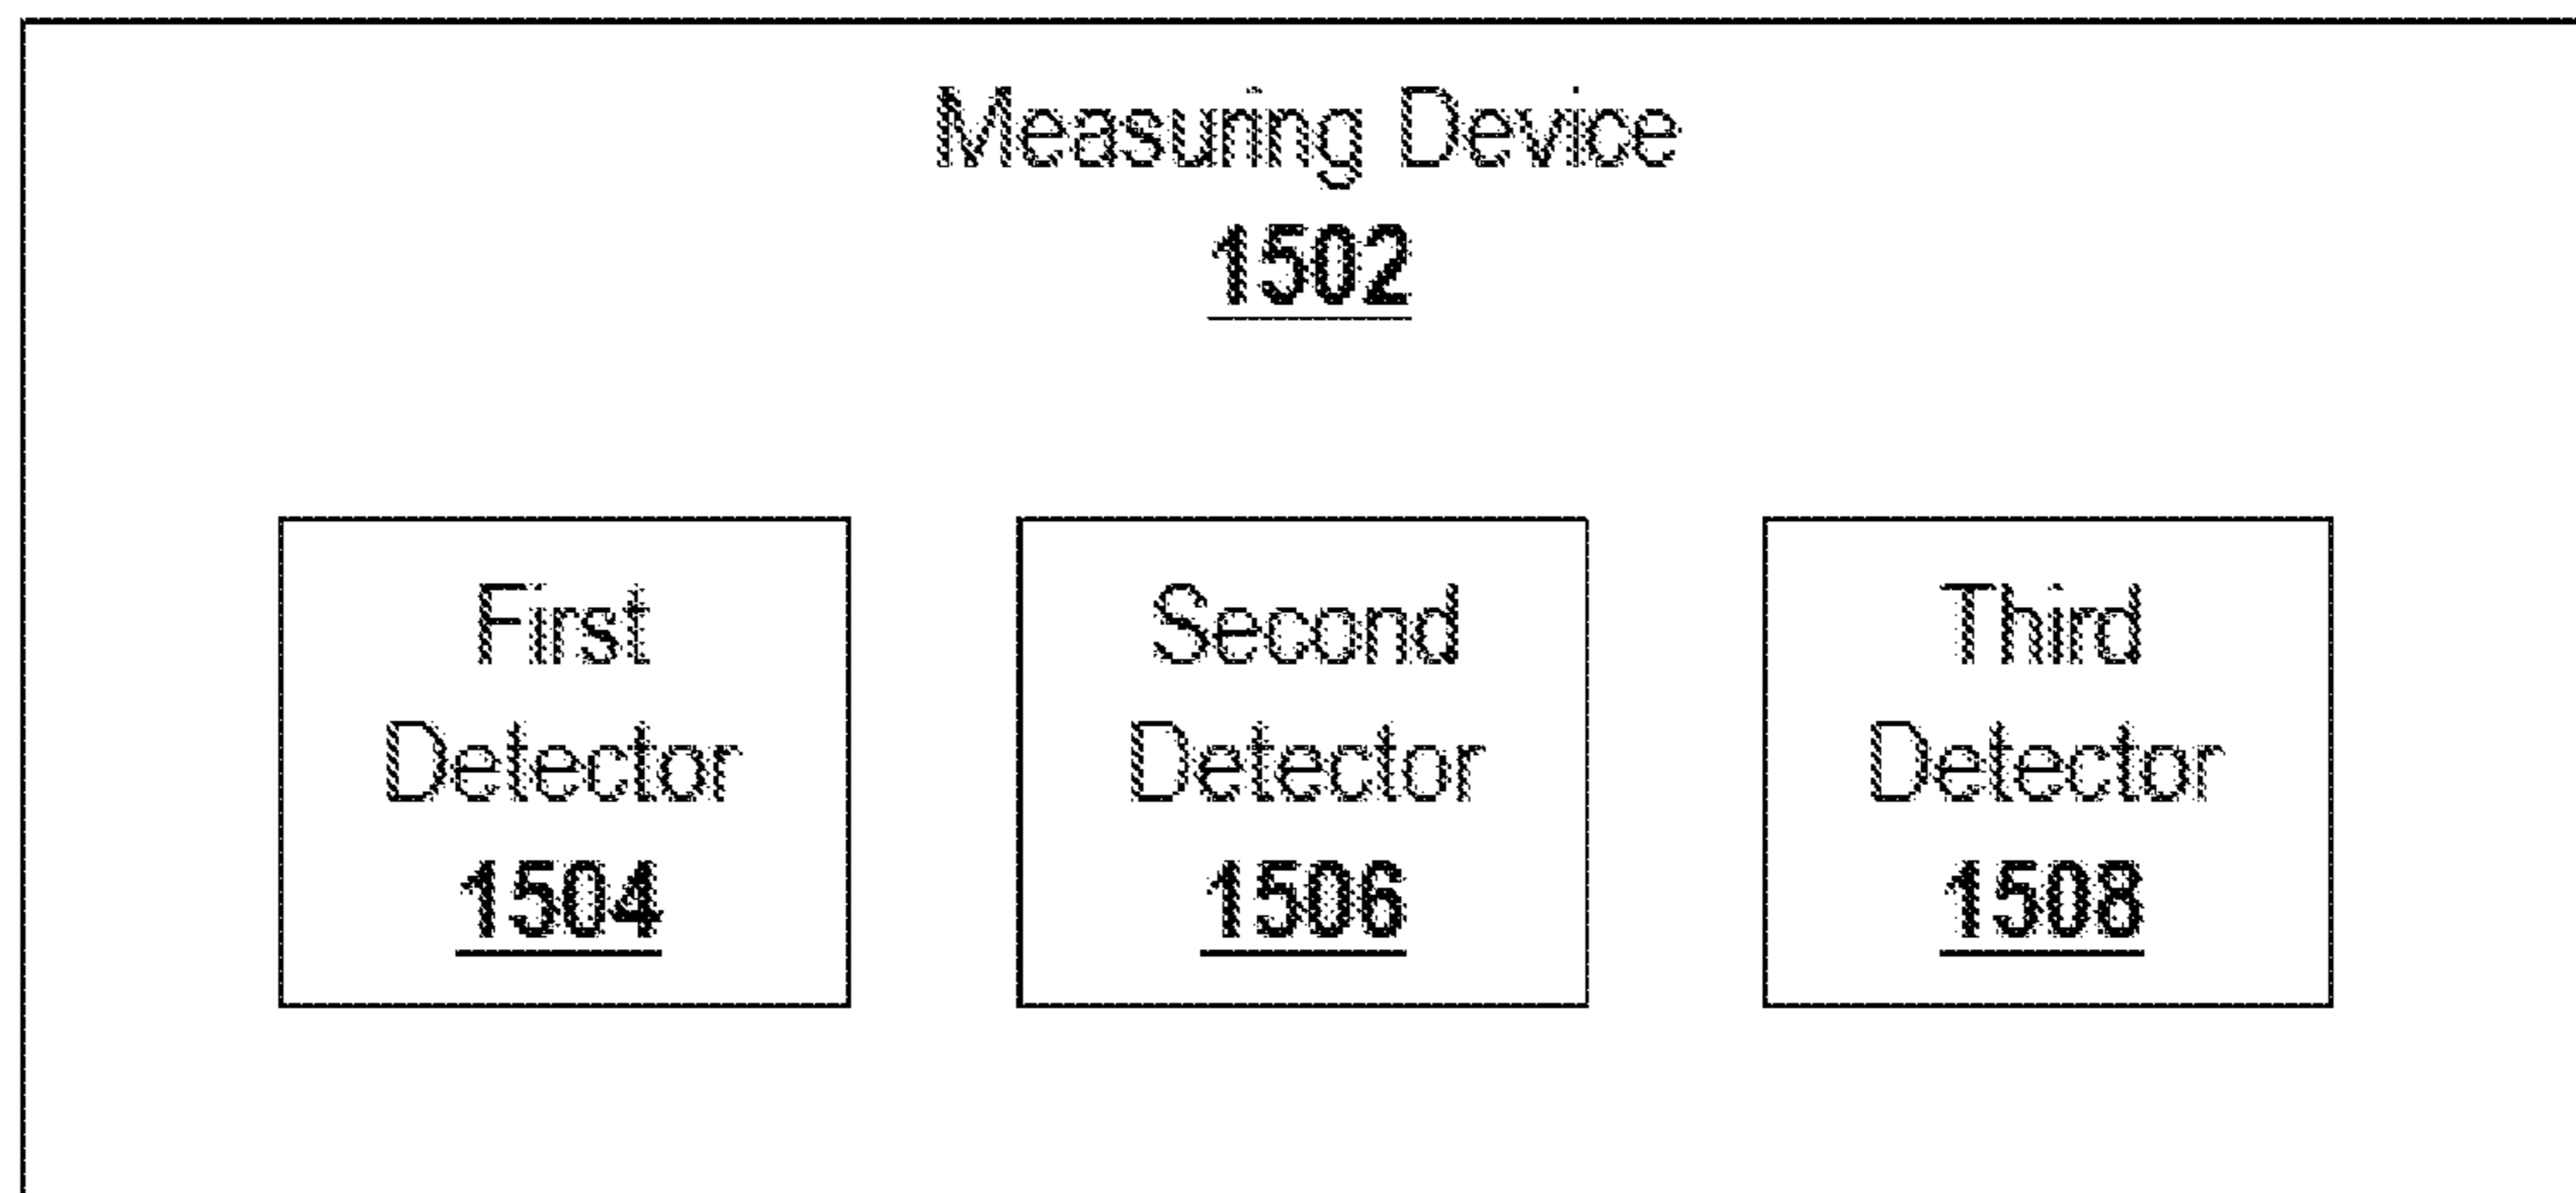 Measuring Device
1502
First
Detector
1504
Second
Detector
1506
Third
Detector
1508